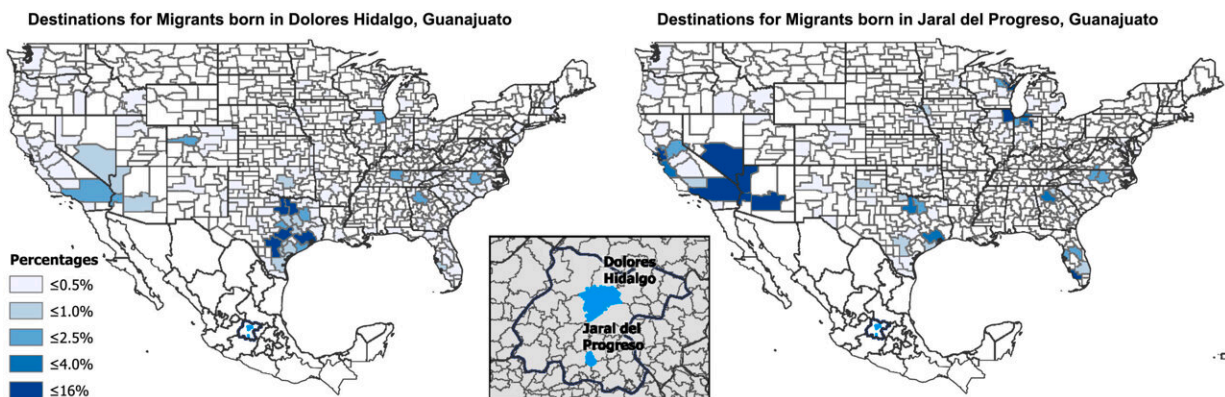 Destinations for Migrants born in Dolores Hidalgo, Guanajuato
Destinations for Migrants born in Jaral del Progreso, Guanajuato
Percentages
≤0.5%
≤1.0%
≤2.5%
≤4.0%
≤16%
Dolores
Hidalgo
Jaral del
Progreso